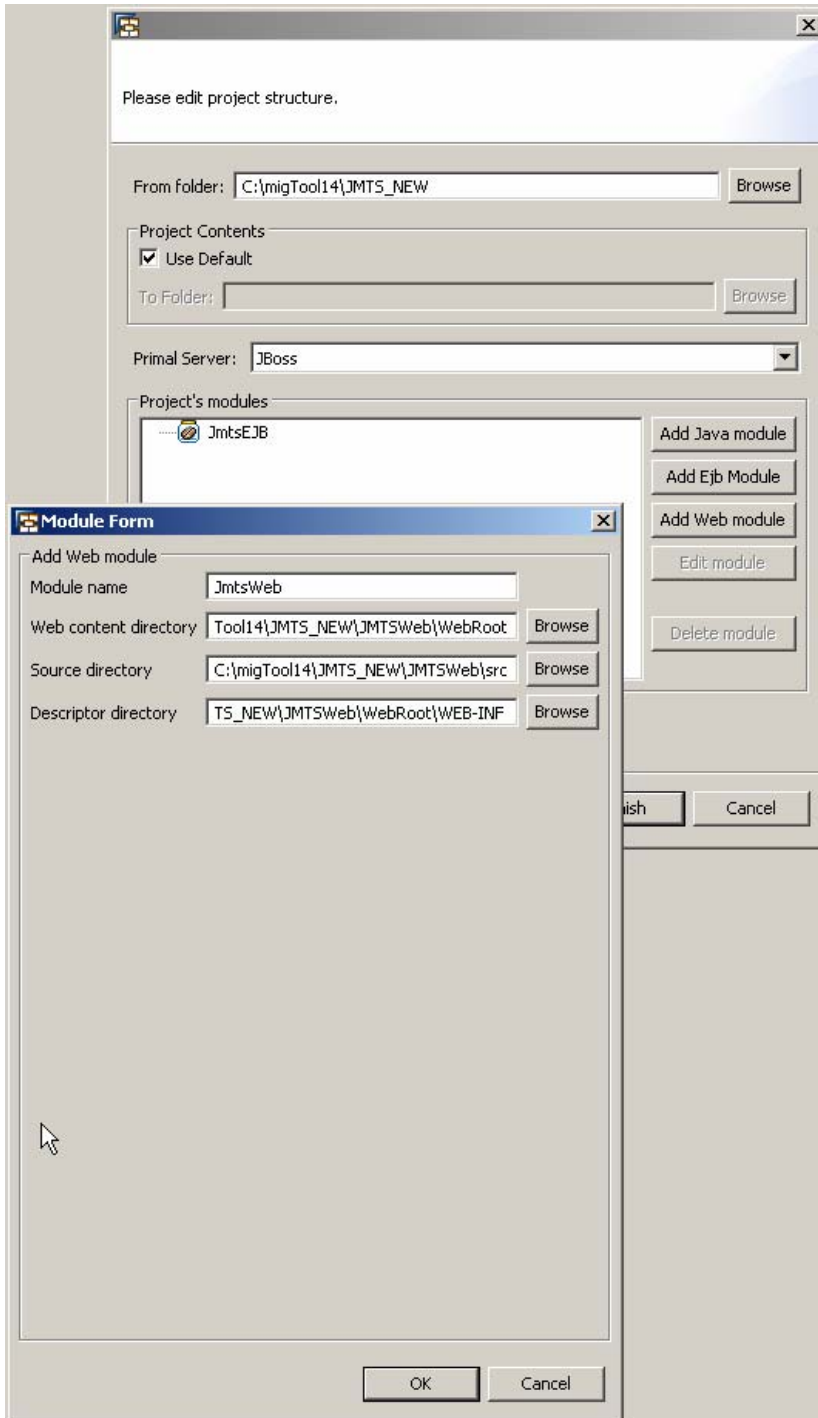 Please edit project structure.
From folder: C:\migTool14\JMTS_NEW Browse
Project Contents
Use Default
To Folder: Browse
Primal Server: JBoss
Project's modules
JmtsEJB
Add Java module
Add Ejb Module
Add Web module
Edit module
Delete module
ish Cancel
Module Form
Add Web module
Module name JmtsWeb
Web content directory Tool14\JMTS_NEW\JMTSWeb\WebRoot Browse
Source directory C:\migTool14\JMTS_NEW\JMTSWeb\src Browse
Descriptor directory TS_NEW\JMTSWeb\WebRoot\WEB-INF Browse
OK Cancel